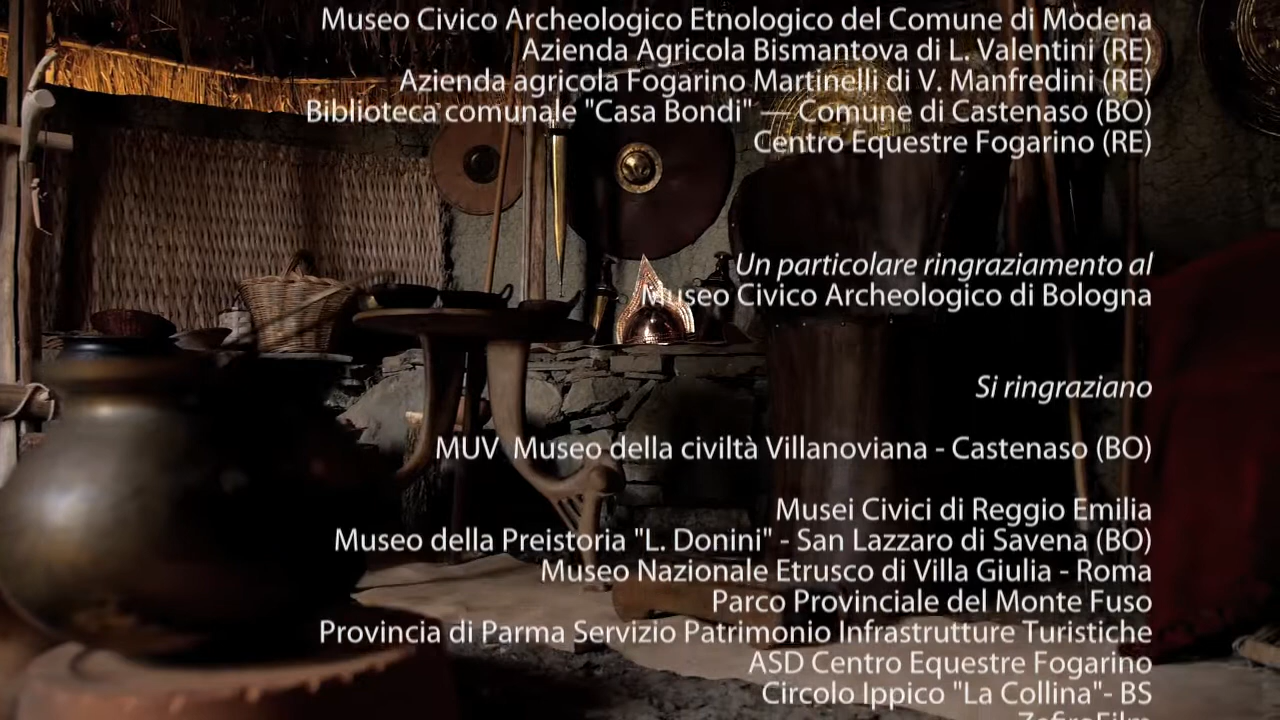 Museo Civico Archeologico Etnologico del Comune di Modena
Azienda Agricola Bismantova di L. Valentini (RE)
Azienda agricola Fogarino Martinelli di V. Manfredini (RE)
Biblioteca comunale "Casa Bondi" — Comune di Castenaso (BO)
Centro Equestre Fogarino (RE)
Un particolare ringraziamento al
Museo Civico Archeologico di Bologna
Si ringraziano
MUV Museo della civiltà Villanoviana - Castenaso (BO)
Musei Civici di Reggio Emilia
Museo della Preistoria "L. Donini" - San Lazzaro di Savena (BO)
Museo Nazionale Etrusco di Villa Giulia - Roma
Parco Provinciale del Monte Fuso
Provincia di Parma Servizio Patrimonio Infrastrutture Turistiche
ASD Centro Equestre Fogarino
Circolo Ippico "La Collina"- BS